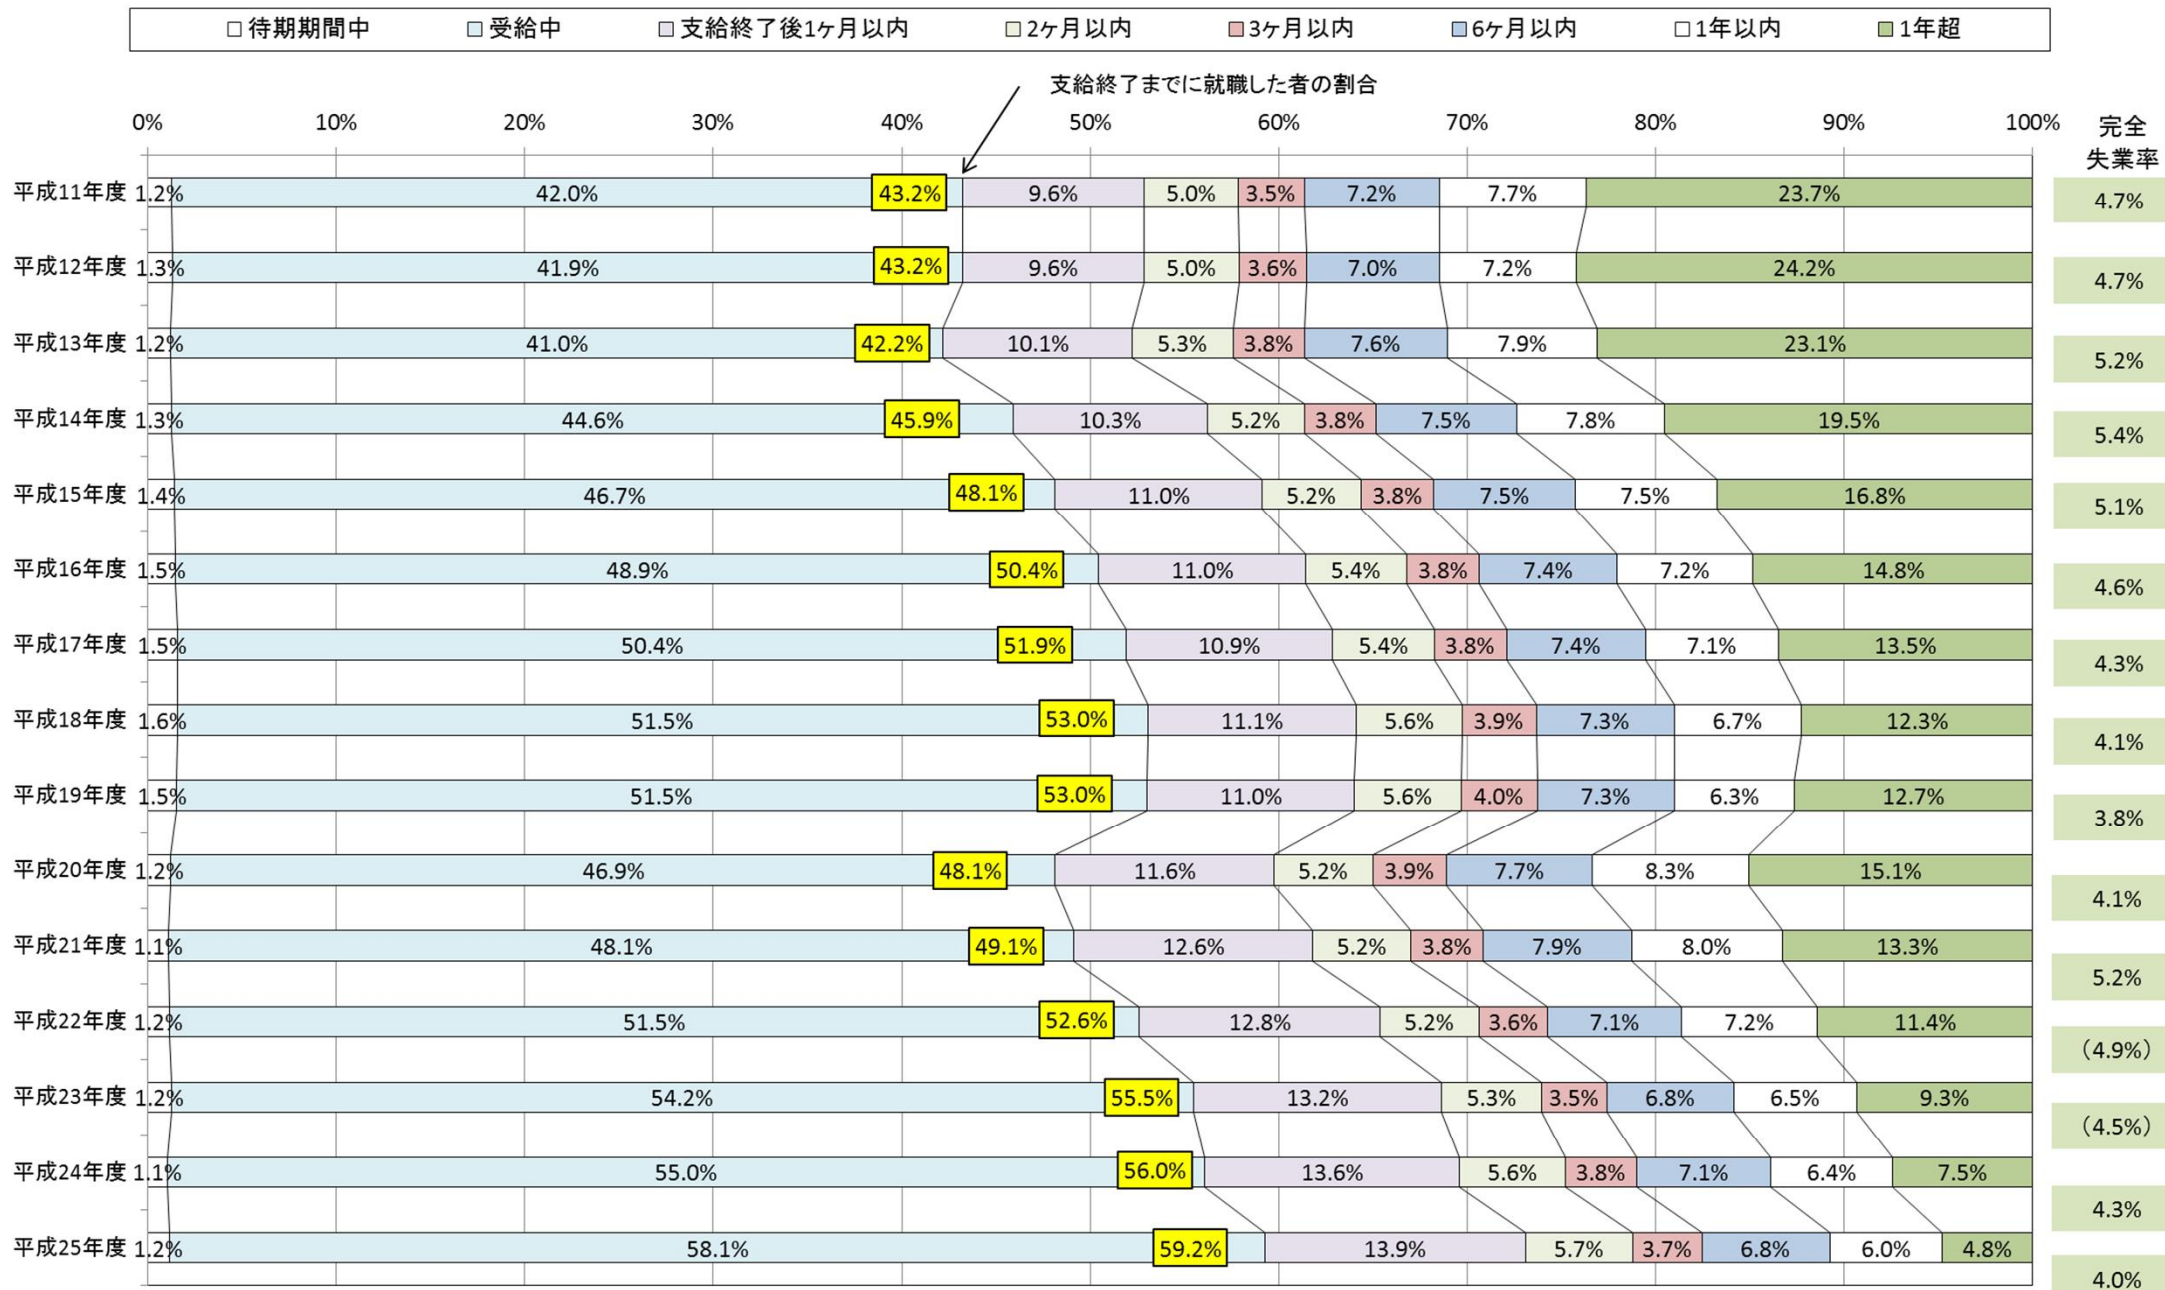 □待期期間中 □受給中 □支給終了後1ヶ月以内 □2ヶ月以内 □3ヶ月以内 □6ヶ月以内 □1年以内 □1年超
支給終了までに就職した者の割合
0% 10% 20% 30% 40% 50% 60% 70% 80% 90% 100%
完全
失業率
平成11年度 1.2% 42.0% 43.2% 9.6% 5.0% 3.5% 7.2% 7.7% 23.7% 4.7%
平成12年度 1.3% 41.9% 43.2% 9.6% 5.0% 3.6% 7.0% 7.2% 24.2% 4.7%
平成13年度 1.2% 41.0% 42.2% 10.1% 5.3% 3.8% 7.6% 7.9% 23.1% 5.2%
平成14年度 1.3% 44.6% 45.9% 10.3% 5.2% 3.8% 7.5% 7.8% 19.5% 5.4%
平成15年度 1.4% 46.7% 48.1% 11.0% 5.2% 3.8% 7.5% 7.5% 16.8% 5.1%
平成16年度 1.5% 48.9% 50.4% 11.0% 5.4% 3.8% 7.4% 7.2% 14.8% 4.6%
平成17年度 1.5% 50.4% 51.9% 10.9% 5.4% 3.8% 7.4% 7.1% 13.5% 4.3%
平成18年度 1.6% 51.5% 53.0% 11.1% 5.6% 3.9% 7.3% 6.7% 12.3% 4.1%
平成19年度 1.5% 51.5% 53.0% 11.0% 5.6% 4.0% 7.3% 6.3% 12.7% 3.8%
平成20年度 1.2% 46.9% 48.1% 11.6% 5.2% 3.9% 7.7% 8.3% 15.1% 4.1%
平成21年度 1.1% 48.1% 49.1% 12.6% 5.2% 3.8% 7.9% 8.0% 13.3% 5.2%
平成22年度 1.2% 51.5% 52.6% 12.8% 5.2% 3.6% 7.1% 7.2% 11.4% (4.9%)
平成23年度 1.2% 54.2% 55.5% 13.2% 5.3% 3.5% 6.8% 6.5% 9.3% (4.5%)
平成24年度 1.1% 55.0% 56.0% 13.6% 5.6% 3.8% 7.1% 6.4% 7.5% 4.3%
平成25年度 1.2% 58.1% 59.2% 13.9% 5.7% 3.7% 6.8% 6.0% 4.8% 4.0%